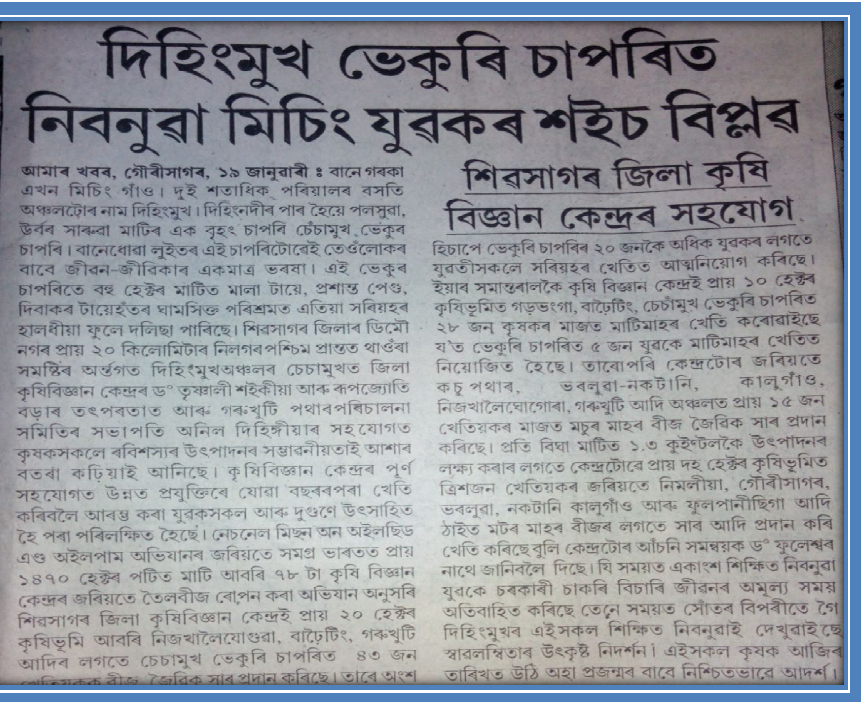 দিহিংমুখ ভেকুৰি চাপৰিত
নিবনুৱা মিচিং যুৱকৰ শইচ বিপ্লৱ
আমাৰ খবৰ, গৌৰীসাগৰ, ১৯ জানুৱাৰী : বানে গৰকা
এখন মিচিং গাঁও। দুই শতাধিক পৰিয়ালৰ বসতি
অঞ্চলটোৰ নাম দিহিংমুখ। দিহিংনদীৰ পাৰ হৈয়ে পলসুৱা,
উৰ্বৰ সাৰুৱা মাটিৰ এক বৃহৎ চাপৰি চেঁচামুখ ভেকুৰ
চাপৰি। বানেধোৱা লুইতৰ এই চাপৰিটোৱেই তেওঁলোকৰ
বাবে জীৱন-জীৱিকাৰ একমাত্ৰ ভৰষা। এই ভেকুৰ
চাপৰিতে বহু হেক্টৰ মাটিত মানা টায়ে, প্ৰশান্ত পেগু,
দিবাকৰ টায়েহঁতৰ ঘামসিক্ত পৰিশ্ৰমত এতিয়া সৰিয়হৰ
হালধীয়া ফুলে দলিছা পাৰিছে। শিৱসাগৰ জিলাৰ ডিমৌ
নগৰ প্ৰায় ২০ কিলোমিটাৰ নিলগৰপশ্চিম প্ৰান্তত থাওঁৰা
সমষ্টিৰ অৰ্ন্তগত দিহিংমুখঅঞ্চলৰ চেচামুখত জিলা
কৃষিবিজ্ঞান কেন্দ্ৰৰ ড° তৃষ্ণালী শইকীয়া আৰু ৰূপজ্যোতি
বড়াৰ তৎপৰতাত আৰু গৰুখুটি পথাৰপৰিচালনা
সমিতিৰ সভাপতি অনিল দিহিঙ্গীয়াৰ সহযোগত
কৃষকসকলে ৰবিশস্যৰ উৎপাদনৰ সম্ভাৱনীয়তাই আশাৰ
বতৰা কঢ়িয়াই আনিছে। কৃষিবিজ্ঞান কেন্দ্ৰৰ পূৰ্ণ
সহযোগত উন্নত প্ৰযুক্তিৰে যোৱা বছৰৰপৰা খেতি
কৰিবলৈ আৰম্ভ কৰা যুৱকসকল আৰু দুগুণে উৎসাহিত
হৈ পৰা পৰিলক্ষিত হৈছে। নেচনেল মিছন অন অইলছিড
এণ্ড অইলপাম অভিযানৰ জৰিয়তে সমগ্ৰ ভাৰতত প্ৰায়
১৪৭০ হেক্টৰ পটিত মাটি আবৰি ৭৮ টা কৃষি বিজ্ঞান
কেন্দ্ৰৰ জৰিয়তে তৈলবীজ ৰোপন কৰা অভিযান অনুসৰি
শিৱসাগৰ জিলা কৃষিবিজ্ঞান কেন্দ্ৰই প্ৰায় ২০ হেক্টৰ
কৃষিভূমি আবৰি নিজখালৈঘোগুৱা, বাঢ়ৈটিং, গৰুখুটি
আদিৰ লগতে চেচামুখ ভেকুৰি চাপৰিত ৪৩ জন
বীজ জৈৱিক সাৰ প্ৰদান কৰিছে। তাৰে অংশ
শিৱসাগৰ জিলা কৃষি
বিজ্ঞান কেন্দ্ৰৰ সহযোগ
হিচাপে ভেকুৰি চাপৰিৰ ২০ জনকৈ অধিক যুৱকৰ লগতে
যুৱতীসকলে সৰিয়হৰ খেতিত আত্মনিয়োগ কৰিছে।
ইয়াৰ সমান্তৰালকৈ কৃষি বিজ্ঞান কেন্দ্ৰই প্ৰায় ১০ হেক্টৰ
কৃষিভূমিত গড়ভংগা, বাঢ়ৈটিং, চেচাঁমুখ ভেকুৰি চাপৰিত
২৮ জন কৃষকৰ মাজত মাটিমাহৰ খেতি কৰোৱাইছে
য'ত ভেকুৰি চাপৰিত ৫ জন যুৱকে মাটিমাহৰ খেতিত
নিয়োজিত হৈছে। তাৰোপৰি কেন্দ্ৰটোৰ জৰিয়তে
কচু পথাৰ, ভৱলুৱা-নকটানি, কালুগাঁও,
নিজখালৈঘোগোৰা, গৰুখুটি আদি অঞ্চলত প্ৰায় ১৫ জন
খেতিয়কৰ মাজত মচুৰ মাহৰ বীজ জৈৱিক সাৰ প্ৰদান
কৰিছে। প্ৰতি বিঘা মাটিত ১.৩ কুইণ্টলকৈ উৎপাদনৰ
লক্ষ্য কৰাৰ লগতে কেন্দ্ৰটোৱে প্ৰায় দহ হেক্টৰ কৃষিভূমিত
ত্ৰিশজন খেতিয়কৰ জৰিয়তে নিমলীয়া, গৌৰীসাগৰ,
ভৱলুৱা, নকটানি কালুগাঁও আৰু ফুলপানীছিগা আদি
ঠাইত মটৰ মাহৰ বীজৰ লগতে সাৰ আদি প্ৰদান কৰি
খেতি কৰিছে বুলি কেন্দ্ৰটোৰ আঁচনি সমন্বয়ক ড° ফুলেশ্বৰ
নাথে জানিবলৈ দিছে। যি সময়ত একাংশ শিক্ষিত নিবনুৱা
যুৱকে চৰকাৰী চাকৰি বিচাৰি জীৱনৰ অমূল্য সময়
অতিবাহিত কৰিছে তেনে সময়ত সোঁতৰ বিপৰীতে গৈ
দিহিংমুখৰ এইসকল শিক্ষিত নিবনুৱাই দেখুৱাইছে
স্বাৱলম্বিতাৰ উৎকৃষ্ট নিদৰ্শন। এইসকল কৃষক আজিৰ
তাৰিখত উঠি অহা প্ৰজন্মৰ বাবে নিশ্চিতভাৱে আদৰ্শ।